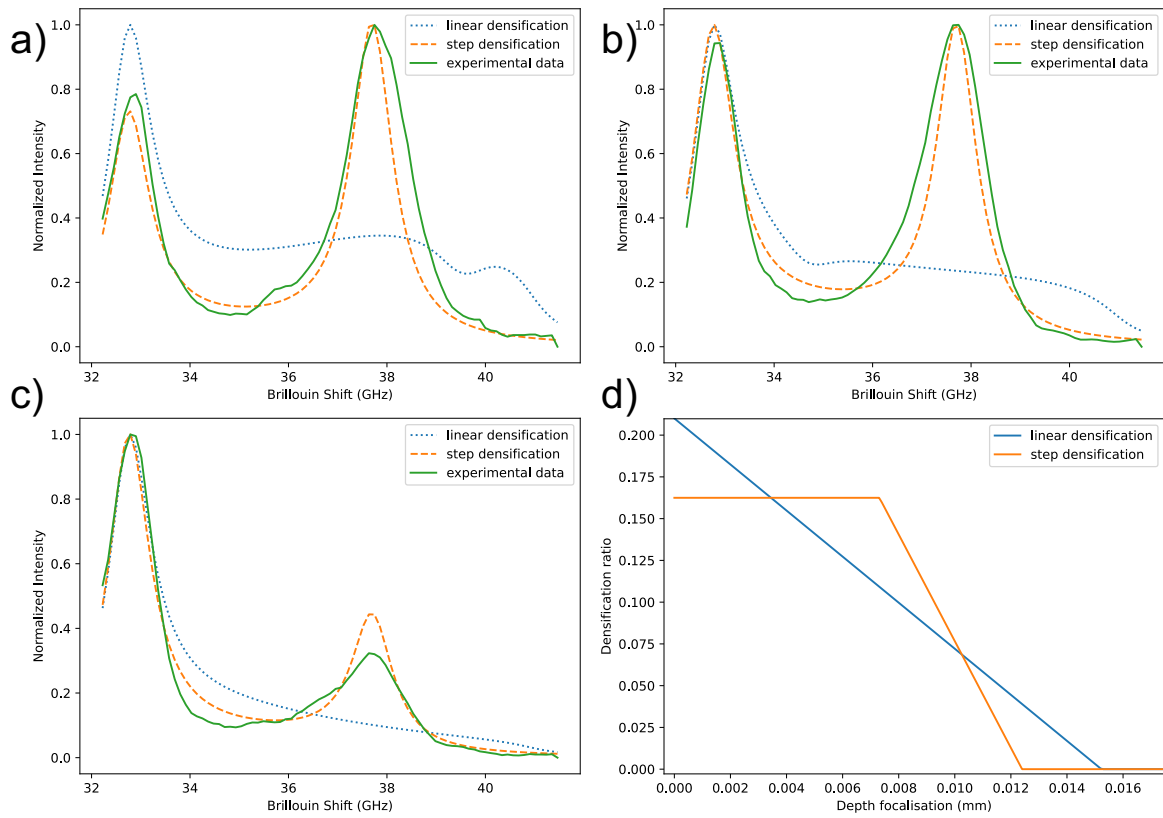 a)
linear densification
step densification
experimental data
Normalized Intensity
1.0
0.8
0.6
0.4
0.2
0.0
32 34 36 38 40
Brillouin Shift (GHz)
b)
linear densification
step densification
experimental data
Normalized Intensity
1.0
0.8
0.6
0.4
0.2
0.0
32 34 36 38 40
Brillouin Shift (GHz)
c)
linear densification
step densification
experimental data
Normalized Intensity
1.0
0.8
0.6
0.4
0.2
0.0
32 34 36 38 40
Brillouin Shift (GHz)
d)
linear densification
step densification
Densification ratio
0.200
0.175
0.150
0.125
0.100
0.075
0.050
0.025
0.000
0.000 0.002 0.004 0.006 0.008 0.010 0.012 0.014 0.016
Depth focalisation (mm)